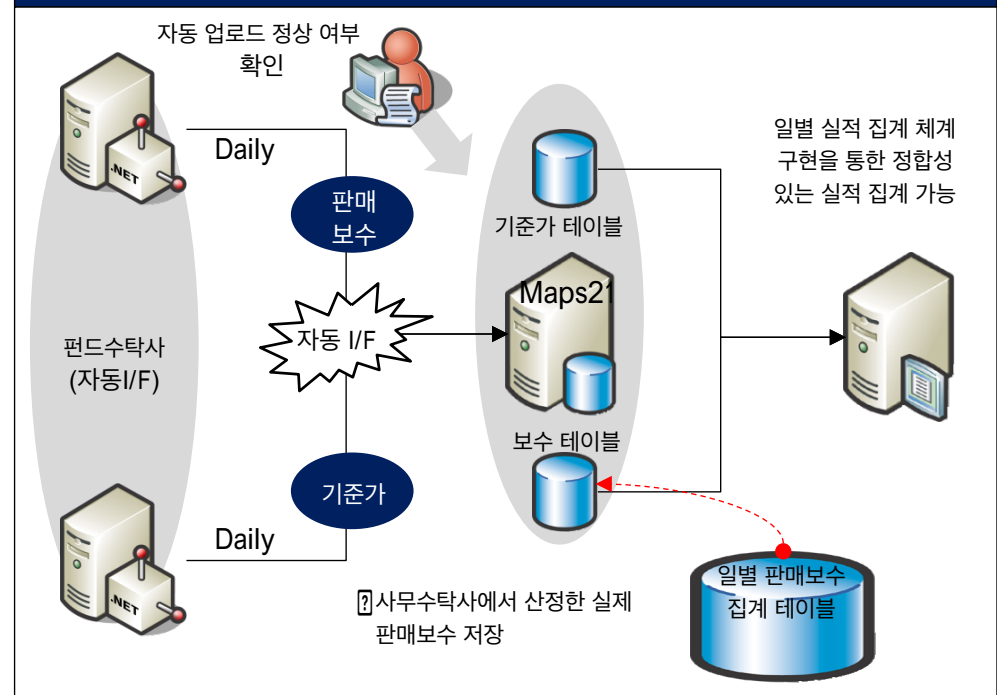 자동 업로드 정상 여부
확인
Daily
판매
보수
.NET
기준가 테이블
일별 실적 집계 체계
구현을 통한 정합성
있는 실적 집계 가능
Maps21
자동 I/F
펀드수탁사
(자동I/F)
보수 테이블
기준가
Daily
.NET
일별 판매보수
집계 테이블
사무수탁사에서 산정한 실제
판매보수 저장